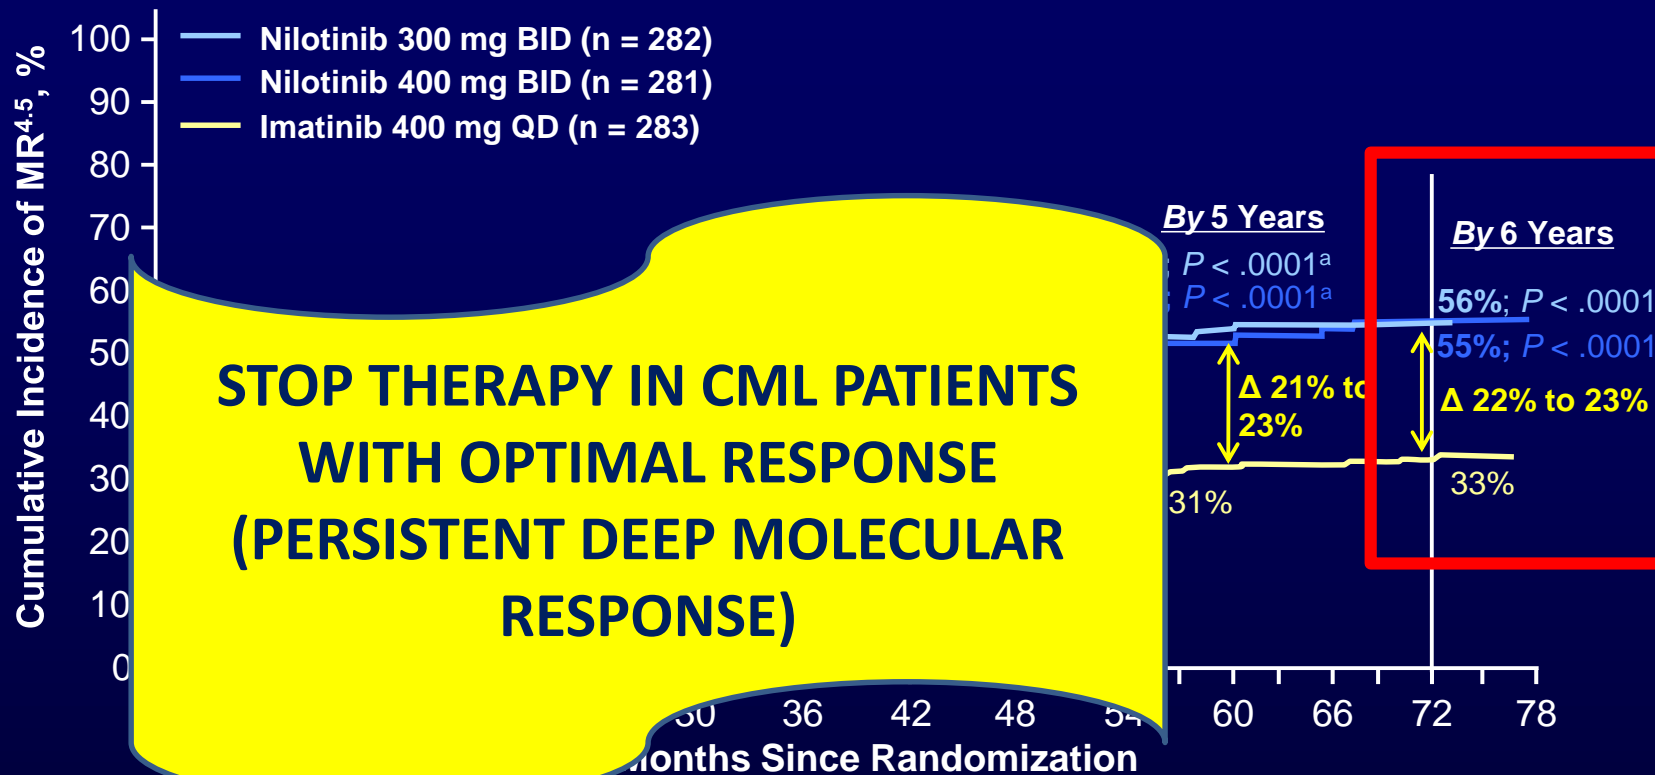 Cumulative Incidence of MR4.5, %
100
90
80
70
60
50
40
30
20
10
0
Nilotinib 300 mg BID (n = 282)
Nilotinib 400 mg BID (n = 281)
Imatinib 400 mg QD (n = 283)
STOP THERAPY IN CML PATIENTS
WITH OPTIMAL RESPONSE
(PERSISTENT DEEP MOLECULAR
RESPONSE)
By 5 Years
; P < .0001a
; P < .0001a
Δ 21% to
23%
31%
By 6 Years
56%; P < .0001
55%; P < .0001
Δ 22% to 23%
33%
30 36 42 48 54 60 66 72 78
Months Since Randomization